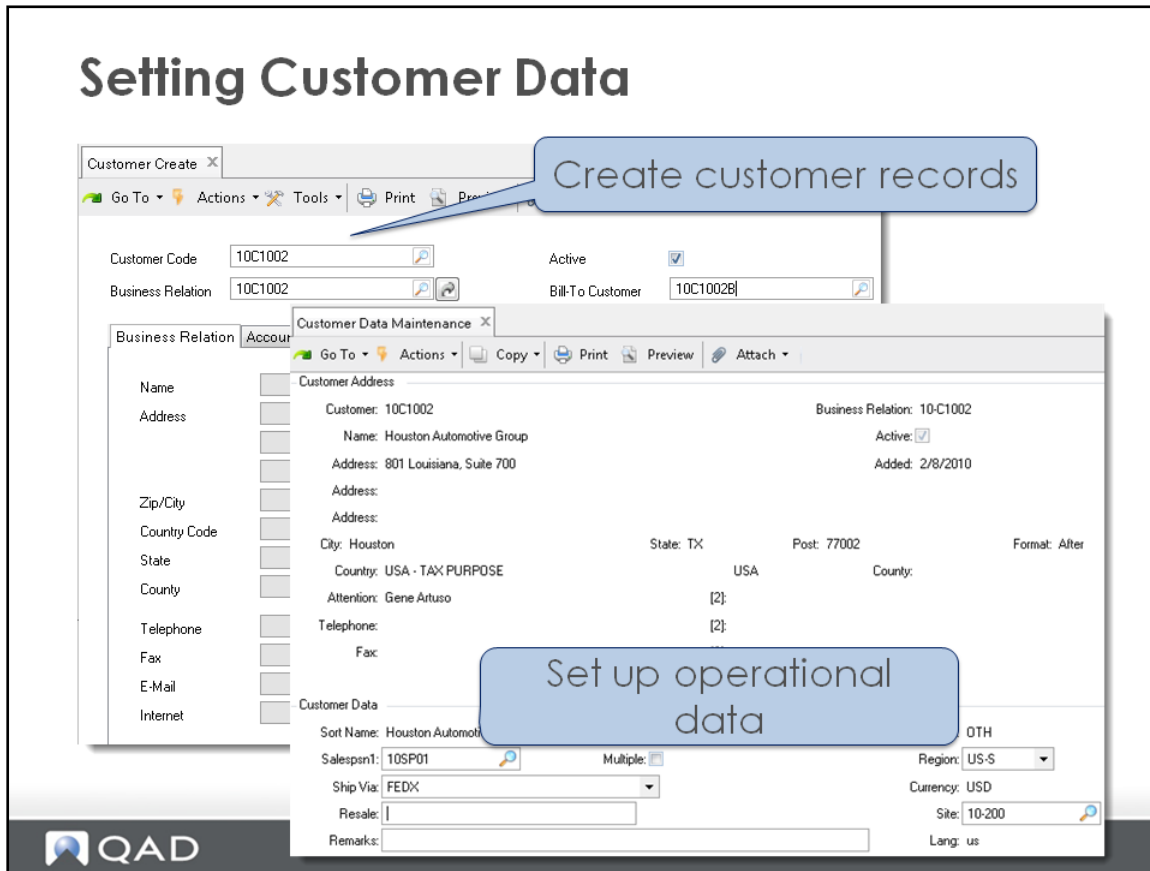 Setting Customer Data
Create customer records
Customer Create
Go To Actions Tools Print
Customer Code 10C1002 Active
Business Relation 10C1002 Bill-To Customer 10C1002B
Business Relation
Name
Address
Zip/City
Country Code
State
County
Telephone
Fax
E-Mail
Internet
Customer Data Maintenance
Go To Actions Copy Print Preview Attach
Customer Address
Customer: 10C1002 Business Relation: 10-C1002
Name: Houston Automotive Group Active:
Address: 801 Louisiana, Suite 700 Added: 2/8/2010
Address:
Address:
City: Houston State: TX Post: 77002 Format: After
Country: USA - TAX PURPOSE USA County:
Attention: Gene Artuso [2]:
Telephone: [2]:
Fax:
Set up operational
data
Customer Data
Sort Name: Houston OTH
Salespsn1: 10SP01 Multiple: Region: US-S
Ship Via: FEDX Currency: USD
Resale: Site: 10-200
Remarks: Lang: us
QAD